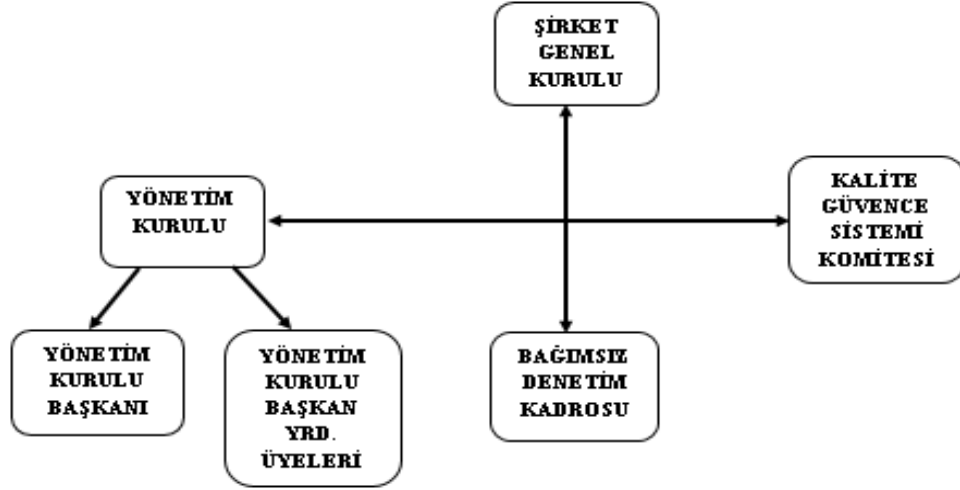 ŞİRKET
GENEL
KURULU
YÖNETİM
KURULU
KALİTE
GÜVENCE
SİSTEMİ
KOMİTESİ
YÖNETİM
KURULU
BAŞKANI
YÖNETİM
KURULU
BAŞKAN
YRD.
ÜYELERİ
BAĞIMSIZ
DENETİM
KADROSU